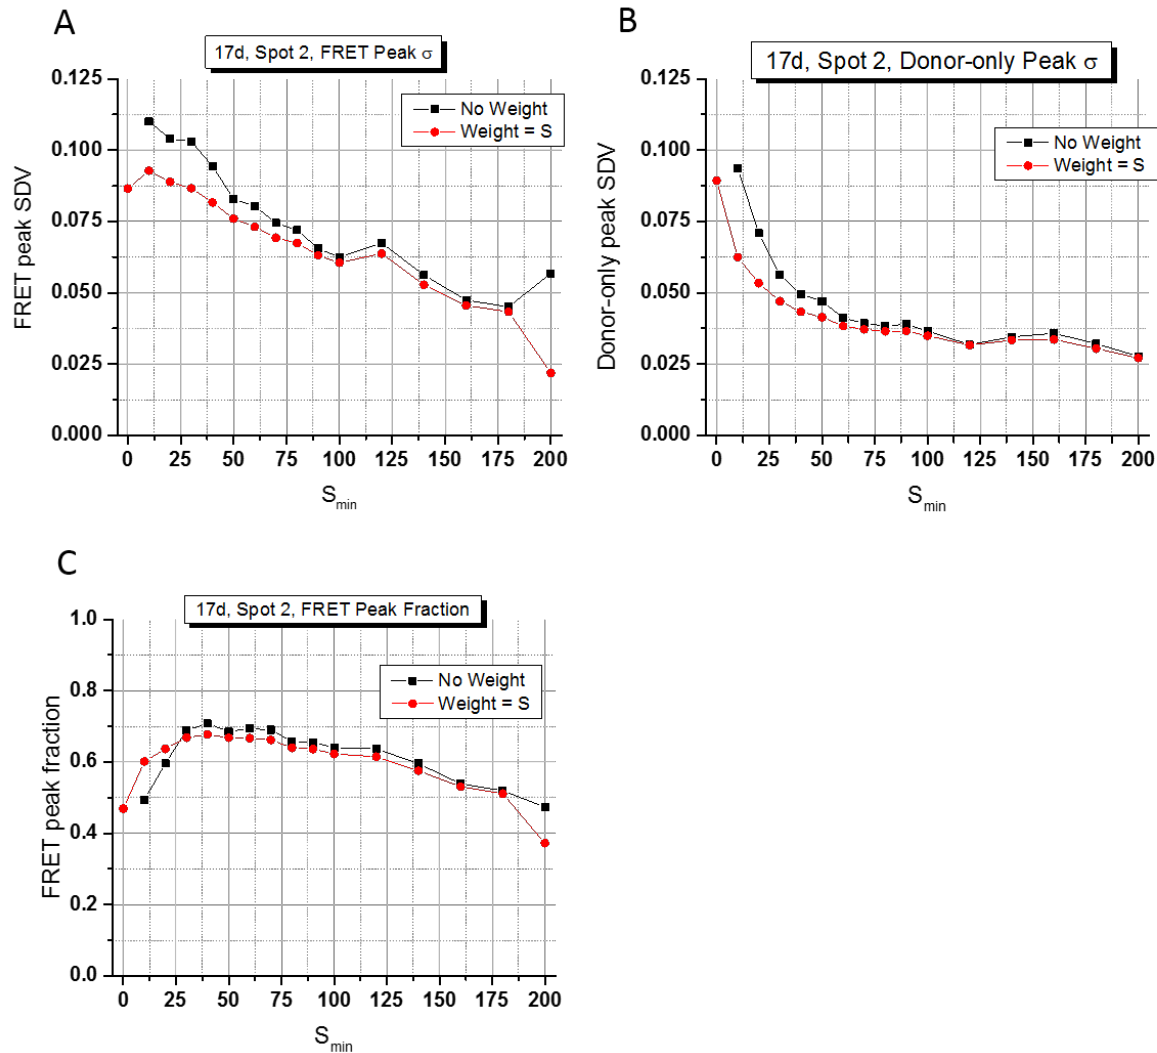 A
17d, Spot 2, FRET Peak σ
0.125
0.100
0.075
0.050
0.025
0.000
FRET peak SDV
No Weight
Weight = S
0 25 50 75 100 125 150 175 200
S_min
B
17d, Spot 2, Donor-only Peak σ
0.125
0.100
0.075
0.050
0.025
0.000
Donor-only peak SDV
No Weight
Weight = S
0 25 50 75 100 125 150 175 200
S_min
C
17d, Spot 2, FRET Peak Fraction
1.0
0.8
0.6
0.4
0.2
0.0
FRET peak fraction
No Weight
Weight = S
0 25 50 75 100 125 150 175 200
S_min